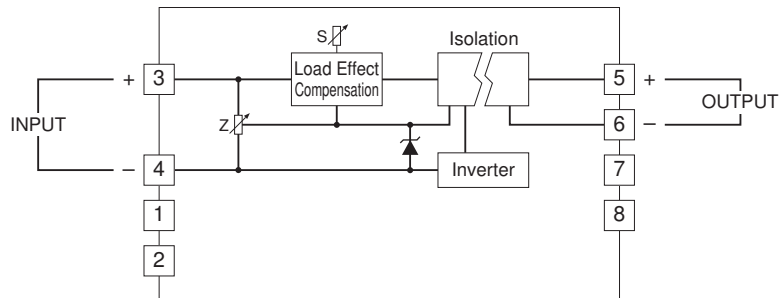 S
Isolation
+ 3 Load Effect Compensation 5 +
INPUT Z OUTPUT
6 –
– 4 Inverter 7
1 8
2